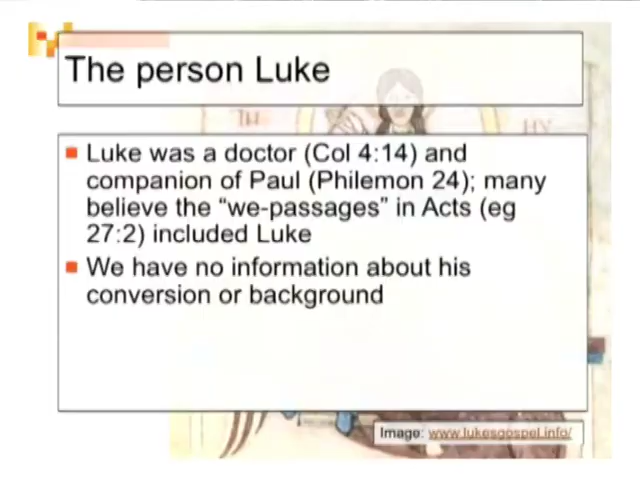 The person Luke
TH
HY
Luke was a doctor (Col 4:14) and
companion of Paul (Philemon 24); many
believe the “we-passages” in Acts (eg
27:2) included Luke
We have no information about his
conversion or background
Image: www.lukesgospel.info/